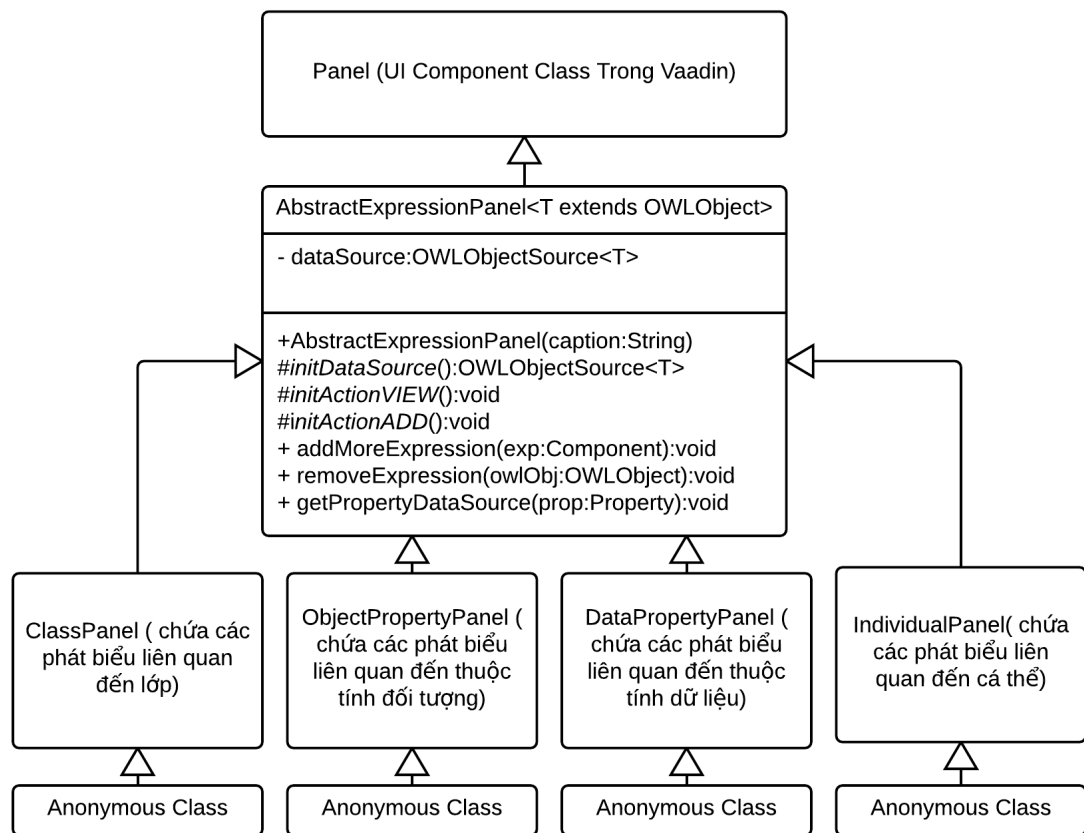 Panel (UI Component Class Trong Vaadin)
AbstractExpressionPanel<T extends OWLObject>
- dataSource:OWLObjectSource<T>
+AbstractExpressionPanel(caption:String)
#initDataSource():OWLObjectSource<T>
#initActionVIEW():void
#initActionADD():void
+ addMoreExpression(exp:Component):void
+ removeExpression(owlObj:OWLObject):void
+ getPropertyDataSource(prop:Property):void
ClassPanel ( chứa các
phát biểu liên quan
đến lớp)
ObjectPropertyPanel (
chứa các phát biểu
liên quan đến thuộc
tính đối tượng)
DataPropertyPanel (
chứa các phát biểu
liên quan đến thuộc
tính dữ liệu)
IndividualPanel( chứa
các phát biểu liên
quan đến cá thể)
Anonymous Class
Anonymous Class
Anonymous Class
Anonymous Class